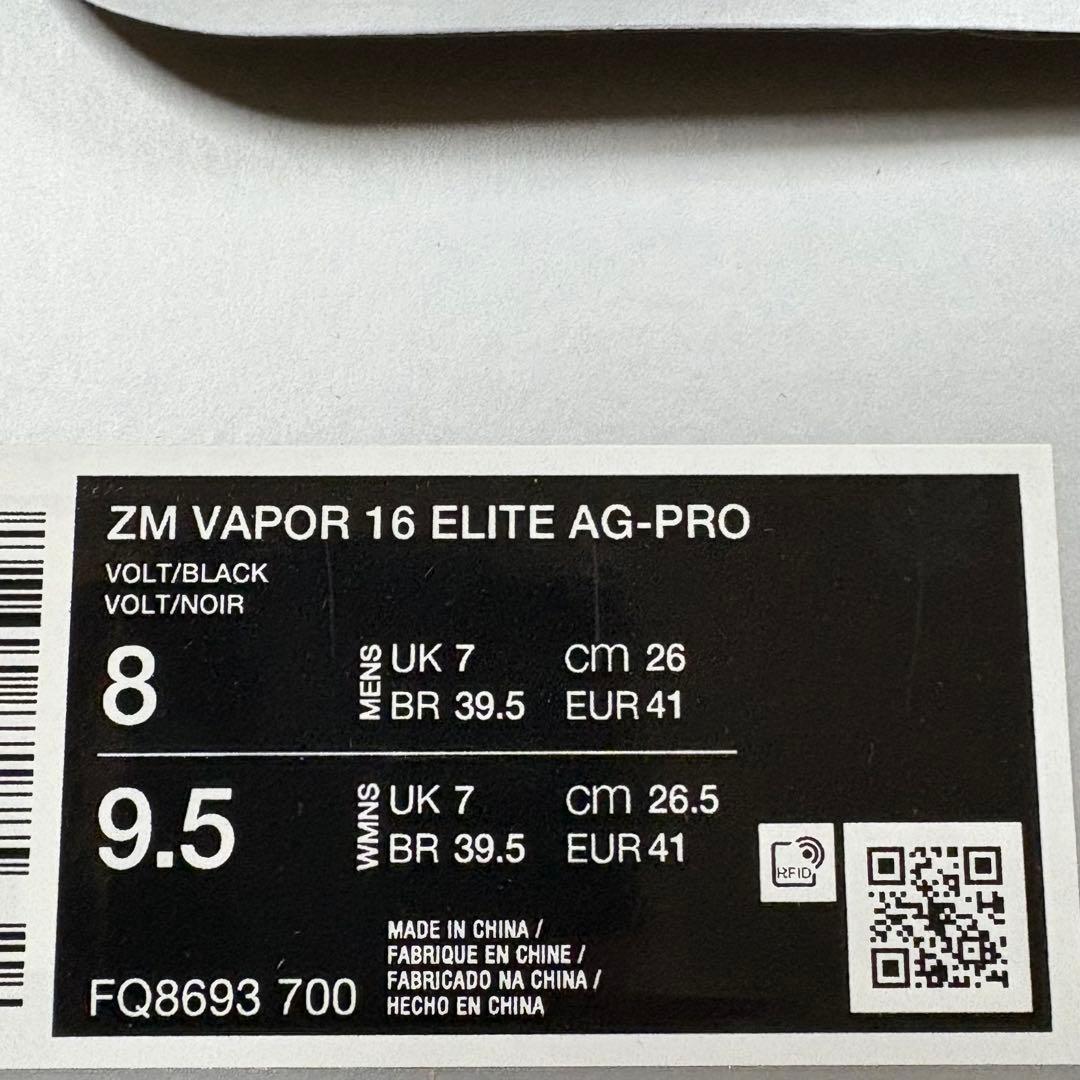 ZM VAPOR 16 ELITE AG-PRO
VOLT/BLACK
VOLT/NOIR
8 MENS UK 7 cm 26
BR 39.5 EUR 41
9.5 WMNS UK 7 cm 26.5
BR 39.5 EUR 41
RFID
MADE IN CHINA /
FABRIQUE EN CHINE /
FABRICADO NA CHINA /
HECHO EN CHINA
FQ8693 700